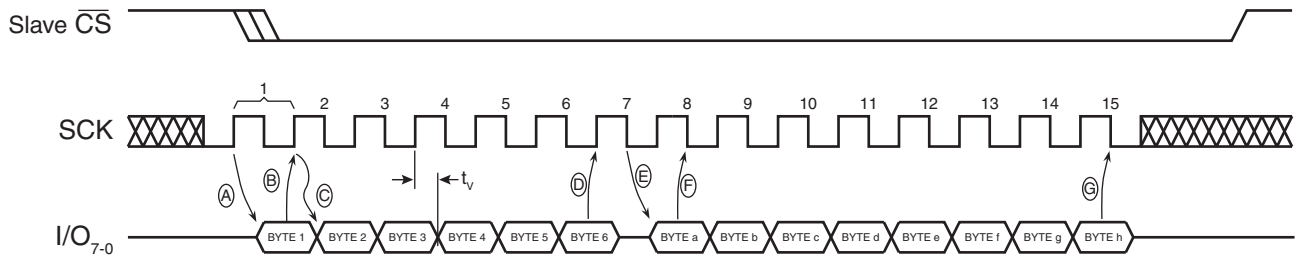 Slave CS
1
2 3 4 5 6 7 8 9 10 11 12 13 14 15
SCK
A B C tv D E F G
I/O7-0
BYTE 1 BYTE 2 BYTE 3 BYTE 4 BYTE 5 BYTE 6 BYTE a BYTE b BYTE c BYTE d BYTE e BYTE f BYTE g BYTE h